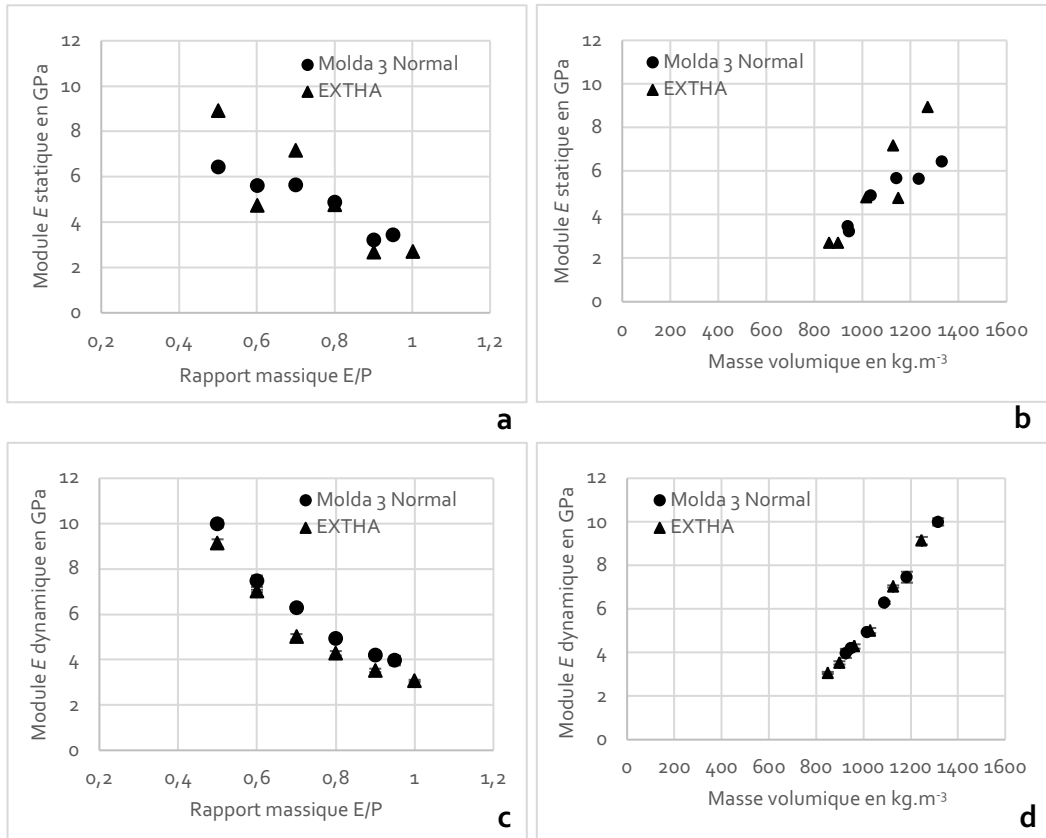 12
10
8
6
4
2
0
0,2 0,4 0,6 0,8 1 1,2
Module E statique en GPa
Rapport massique E/P
Molda 3 Normal
EXTHA
a
12
10
8
6
4
2
0
0 200 400 600 800 1000 1200 1400 1600
Module E statique en GPa
Masse volumique en kg.m⁻³
Molda 3 Normal
EXTHA
b
12
10
8
6
4
2
0
0,2 0,4 0,6 0,8 1 1,2
Module E dynamique en GPa
Rapport massique E/P
Molda 3 Normal
EXTHA
c
12
10
8
6
4
2
0
0 200 400 600 800 1000 1200 1400 1600
Module E dynamique en GPa
Masse volumique en kg.m⁻³
Molda 3 Normal
EXTHA
d